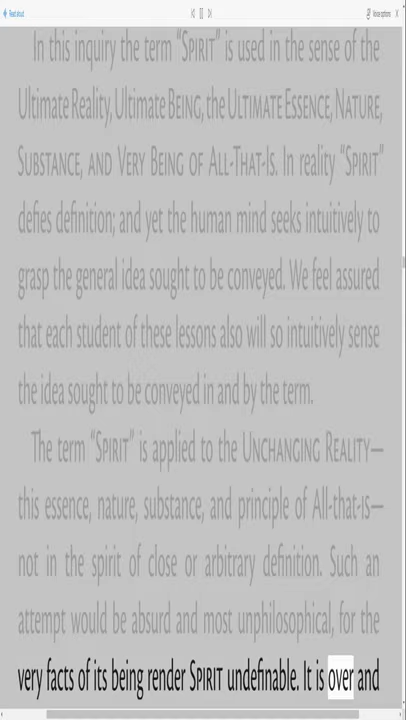 Read aloud
Voice options
In this inquiry the term “SPIRIT” is used in the sense of the
Ultimate Reality, Ultimate BEING, the ULTIMATE ESSENCE, NATURE,
SUBSTANCE, AND VERY BEING OF ALL-THAT-IS. In reality “SPIRIT”
defies definition; and yet the human mind seeks intuitively to
grasp the general idea sought to be conveyed. We feel assured
that each student of these lessons also will so intuitively sense
the idea sought to be conveyed in and by the term.
The term “SPIRIT” is applied to the UNCHANGING REALITY—
this essence, nature, substance, and principle of All-that-is—
not in the spirit of close or arbitrary definition. Such an
attempt would be absurd and most unphilosophical, for the
very facts of its being render SPIRIT undefinable. It is over and